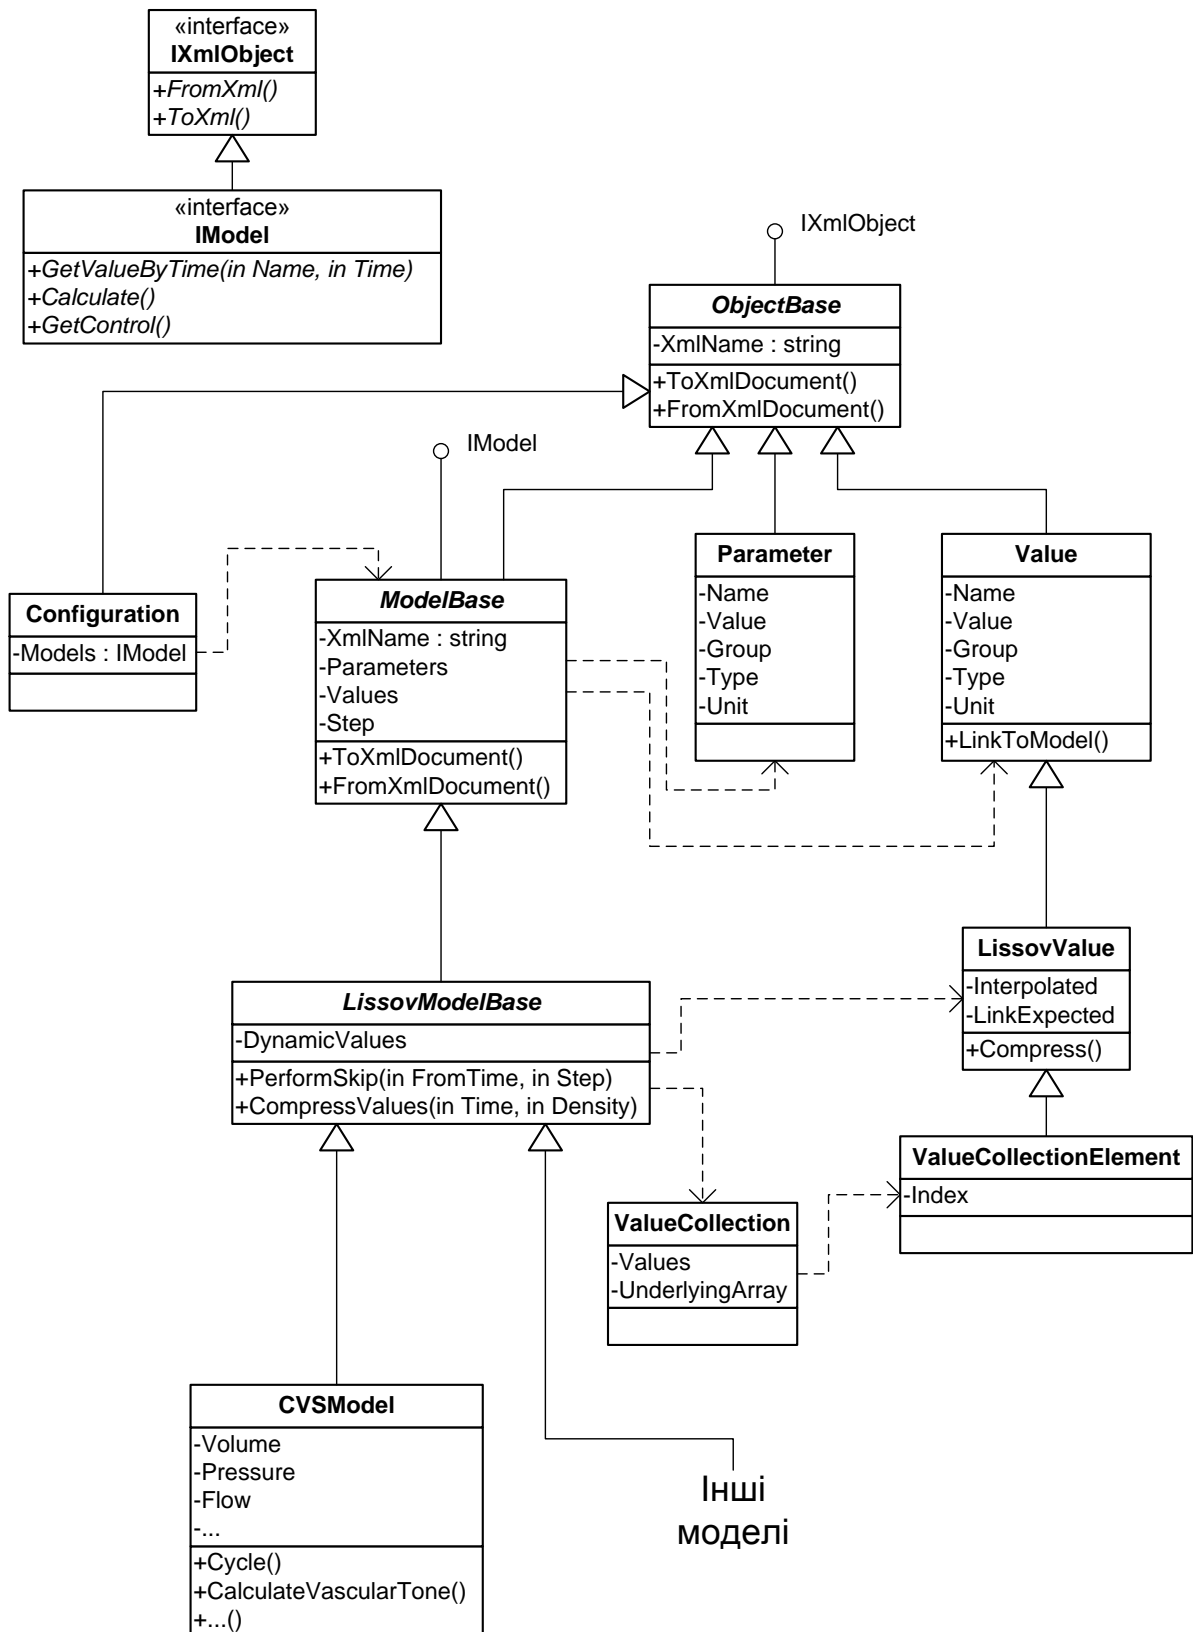 «interface»
IXmlObject
+FromXml()
+ToXml()
«interface»
IModel
+GetValueByTime(in Name, in Time)
+Calculate()
+GetControl()
IXmlObject
ObjectBase
-XmlName : string
+ToXmlDocument()
+FromXmlDocument()
IModel
Configuration
-Models : IModel
ModelBase
-XmlName : string
-Parameters
-Values
-Step
+ToXmlDocument()
+FromXmlDocument()
Parameter
-Name
-Value
-Group
-Type
-Unit
Value
-Name
-Value
-Group
-Type
-Unit
+LinkToModel()
LissovModelBase
-DynamicValues
+PerformSkip(in FromTime, in Step)
+CompressValues(in Time, in Density)
LissovValue
-Interpolated
-LinkExpected
+Compress()
ValueCollectionElement
-Index
ValueCollection
-Values
-UnderlyingArray
CVSModel
-Volume
-Pressure
-Flow
-...
+Cycle()
+CalculateVascularTone()
+...()
Інші
моделі